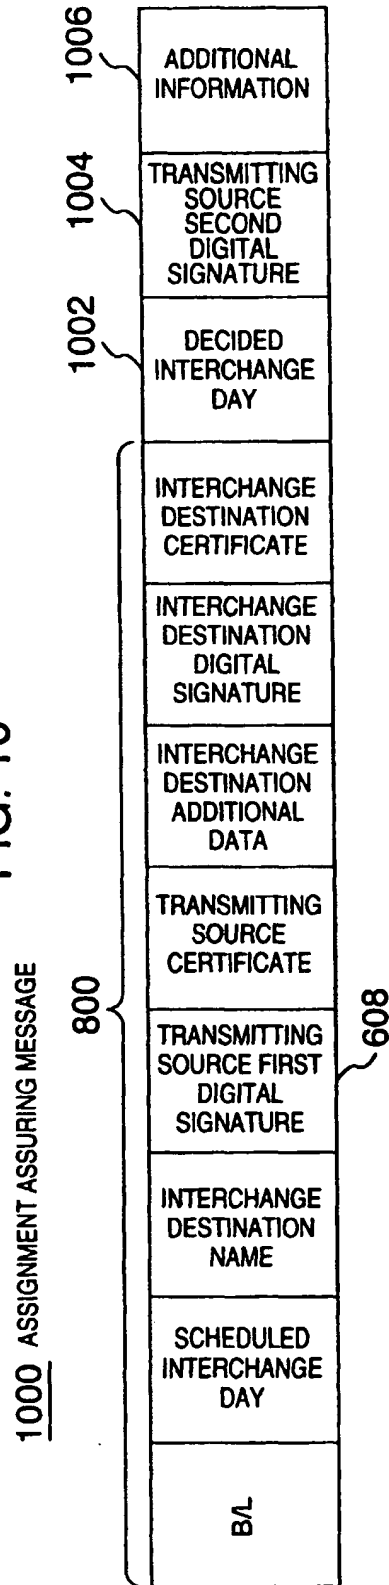 FIG. 10
1000 ASSIGNMENT ASSURING MESSAGE
800
1002
1004
1006
B/L
SCHEDULED
INTERCHANGE
DAY
INTERCHANGE
DESTINATION
NAME
TRANSMITTING
SOURCE FIRST
DIGITAL
SIGNATURE
TRANSMITTING
SOURCE
CERTIFICATE
INTERCHANGE
DESTINATION
ADDITIONAL
DATA
INTERCHANGE
DESTINATION
DIGITAL
SIGNATURE
INTERCHANGE
DESTINATION
CERTIFICATE
DECIDED
INTERCHANGE
DAY
TRANSMITTING
SOURCE
SECOND
DIGITAL
SIGNATURE
ADDITIONAL
INFORMATION
608